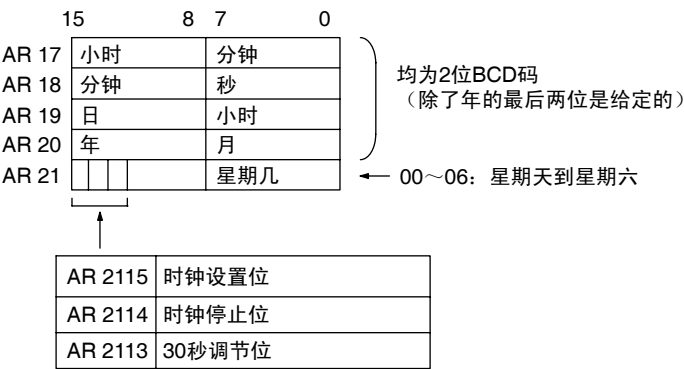 15 8 7 0
AR 17 小时 分钟
AR 18 分钟 秒
AR 19 日 小时
AR 20 年 月
AR 21 星期几
均为2位BCD码
（除了年的最后两位是给定的）
00～06：星期天到星期六
AR 2115 时钟设置位
AR 2114 时钟停止位
AR 2113 30秒调节位